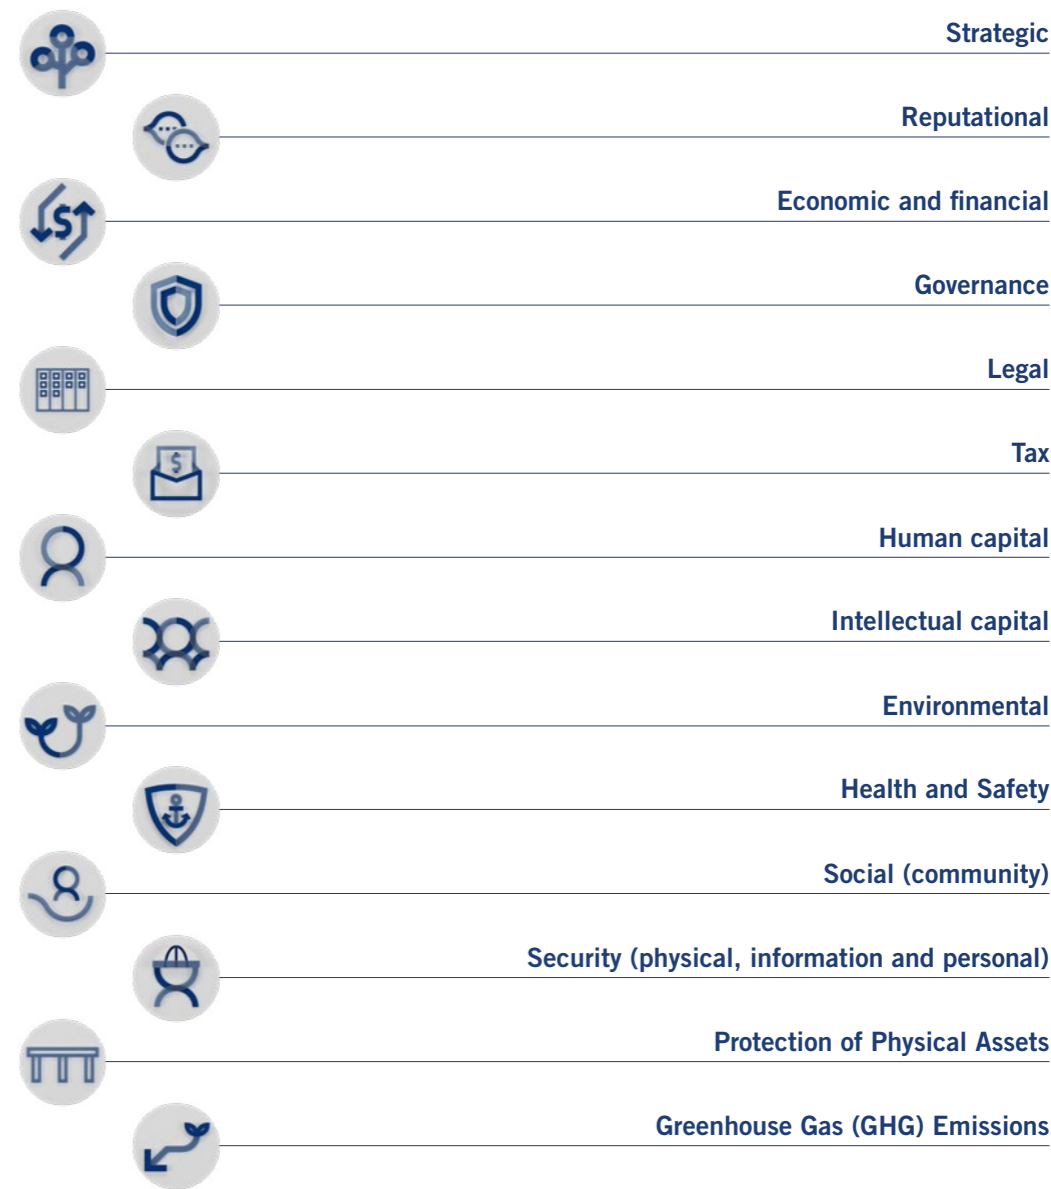 Strategic
Reputational
Economic and financial
Governance
Legal
Tax
Human capital
Intellectual capital
Environmental
Health and Safety
Social (community)
Security (physical, information and personal)
Protection of Physical Assets
Greenhouse Gas (GHG) Emissions